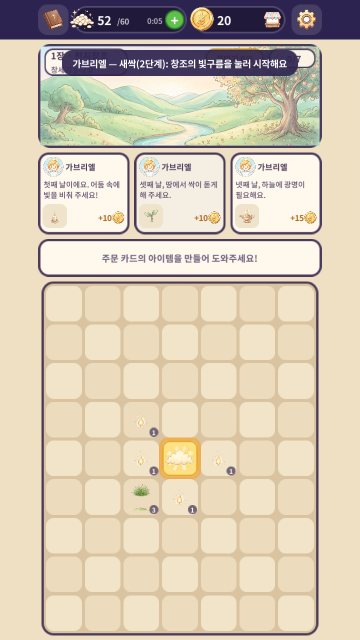 52 /60 0:05 + 20
1장
가브리엘 — 새싹(2단계): 창조의 빛구름을 눌러 시작해요
7
가브리엘
첫째 날이에요. 어둠 속에 빛을 비춰 주세요!
+10
가브리엘
셋째 날, 땅에서 싹이 돋게 해 주세요.
+10
가브리엘
넷째 날, 하늘에 광명이 필요해요.
+15
주문 카드의 아이템을 만들어 도와주세요!
1
1
1
3
1